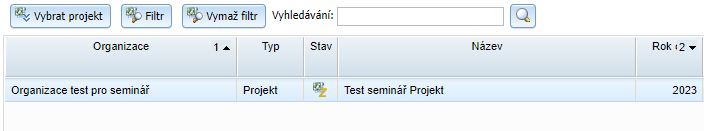 Vybrat projekt Filtr Vymaž filtr Vyhledávání:
Organizace 1 Typ Stav Název Rok 2
Organizace test pro seminář Projekt Test seminář Projekt 2023